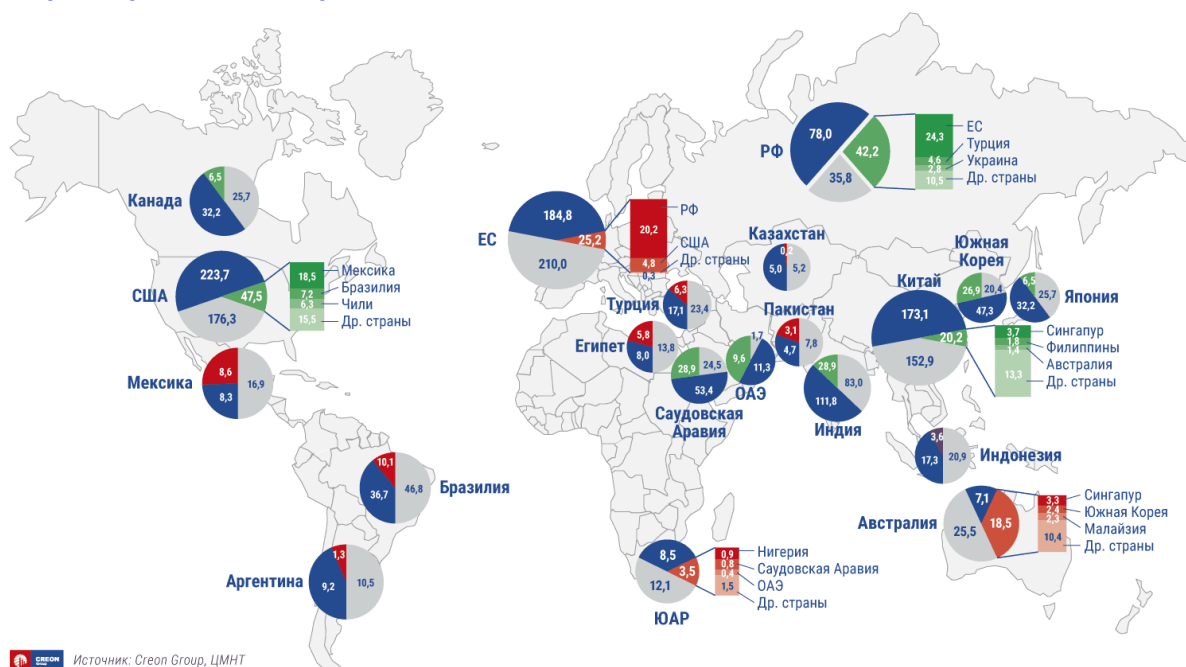 Канада
6,5
25,7
32,2
США
223,7
47,5
176,3
18,5
7,2
6,3
15,5
Мексика
Бразилия
Чили
Др. страны
Мексика
8,6
8,3
16,9
Бразилия
10,1
36,7
46,8
Аргентина
1,3
9,2
10,5
ЕС
184,8
25,2
210,0
20,2
4,8
0,3
РФ
США
Др. страны
РФ
78,0
42,2
35,8
24,3
4,6
2,8
10,5
ЕС
Турция
Украина
Др. страны
Казахстан
0,2
5,0
5,2
Турция
6,3
17,1
23,4
Египет
5,8
8,0
13,8
Саудовская
Аравия
28,9
24,5
53,4
ОАЭ
1,7
9,6
11,3
Пакистан
3,1
4,7
7,8
Индия
28,9
83,0
111,8
Китай
173,1
20,2
152,9
3,7
1,8
1,4
13,3
Сингапур
Филиппины
Австралия
Др. страны
Южная
Корея
26,9
20,4
47,3
Япония
6,5
25,7
32,2
Индонезия
3,6
17,3
20,9
Австралия
7,1
18,5
25,5
3,3
2,4
2,3
10,4
Сингапур
Южная Корея
Малайзия
Др. страны
ЮАР
8,5
3,5
12,1
0,9
0,8
0,4
1,5
Нигерия
Саудовская Аравия
ОАЭ
Др. страны
CREON
Group
Источник: Creon Group, ЦМНТ